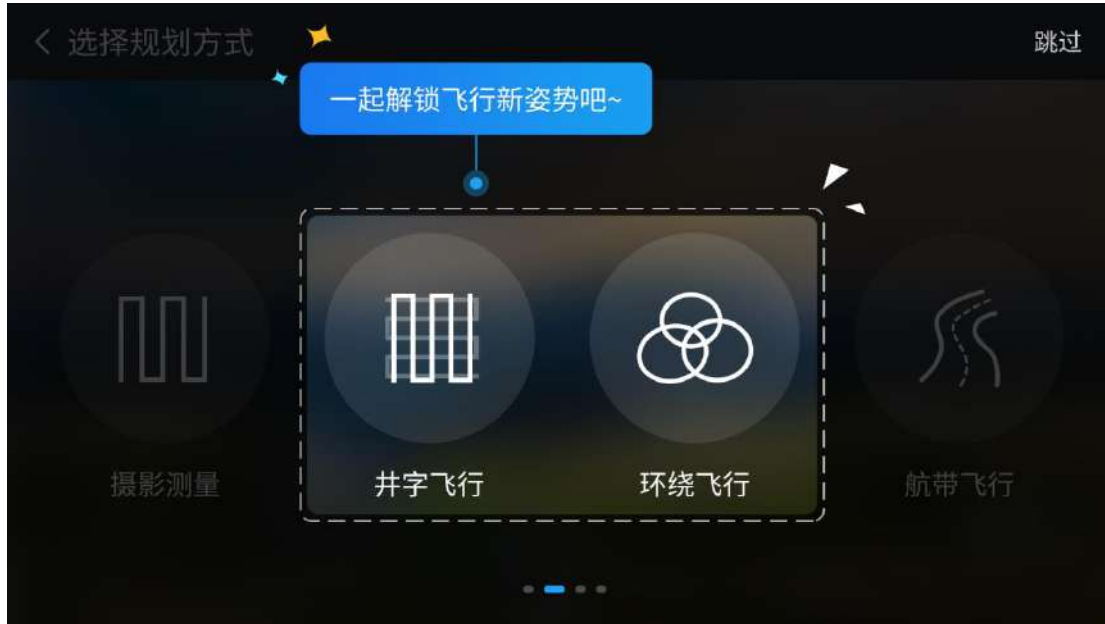 选择规划方式
跳过
一起解锁飞行新姿势吧~
摄影测量
井字飞行
环绕飞行
航带飞行